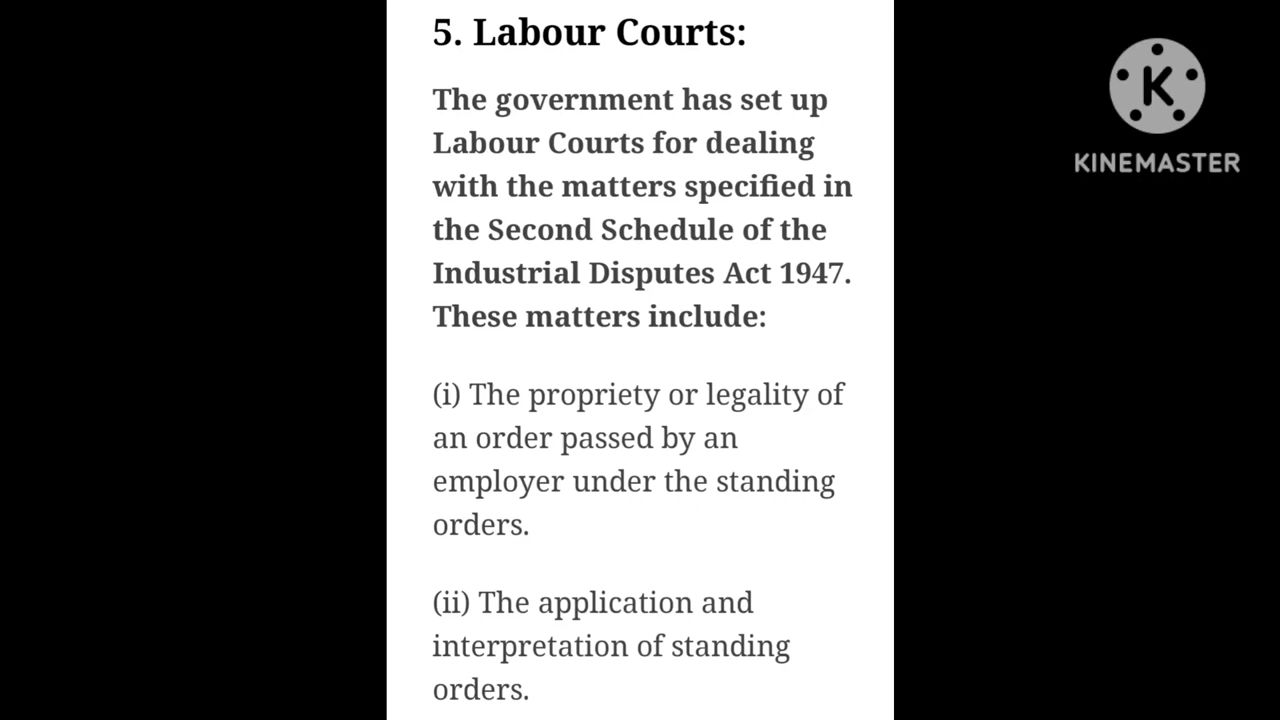 5. Labour Courts:
The government has set up
Labour Courts for dealing
with the matters specified in
the Second Schedule of the
Industrial Disputes Act 1947.
These matters include:
(i) The propriety or legality of
an order passed by an
employer under the standing
orders.
(ii) The application and
interpretation of standing
orders.
K
KINEMASTER